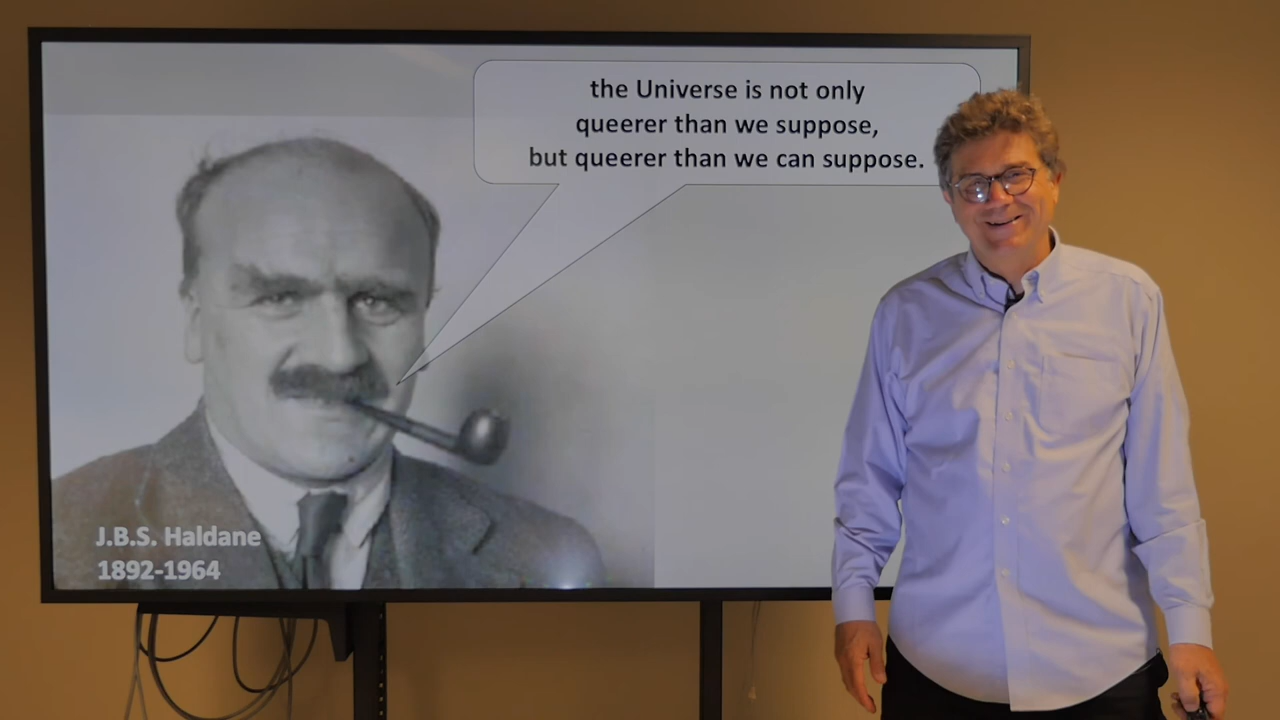 the Universe is not only
queerer than we suppose,
but queerer than we can suppose.
J.B.S. Haldane
1892-1964